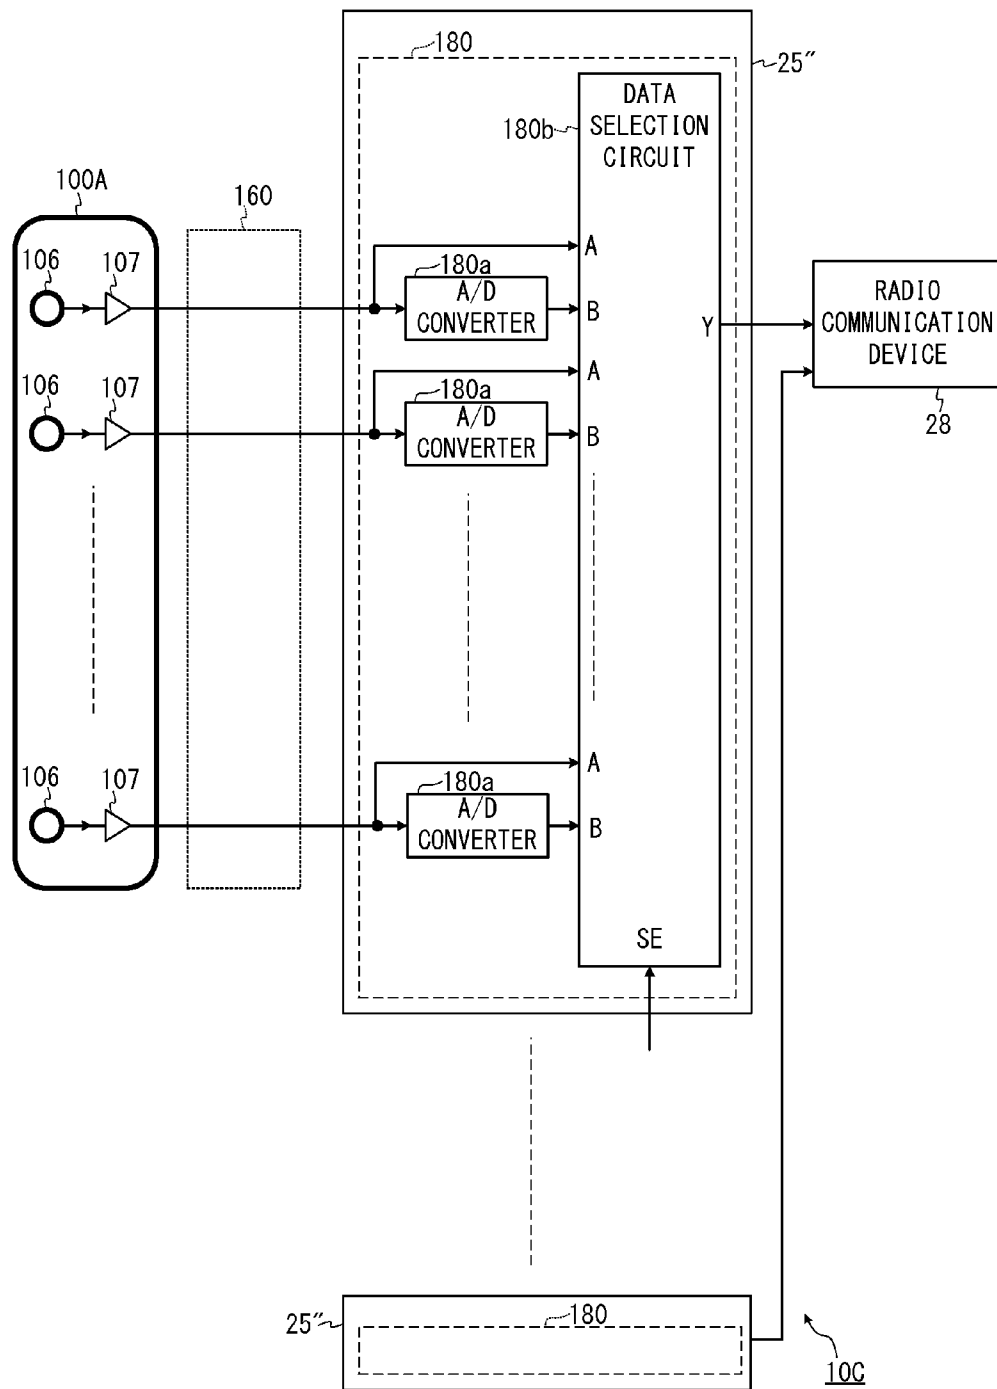 180
25″
DATA
SELECTION
CIRCUIT
180b
100A
160
106
107
A
180a
A/D
CONVERTER
B
Y
RADIO
COMMUNICATION
DEVICE
28
106
107
A
180a
A/D
CONVERTER
B
106
107
A
180a
A/D
CONVERTER
B
SE
25″
180
10C